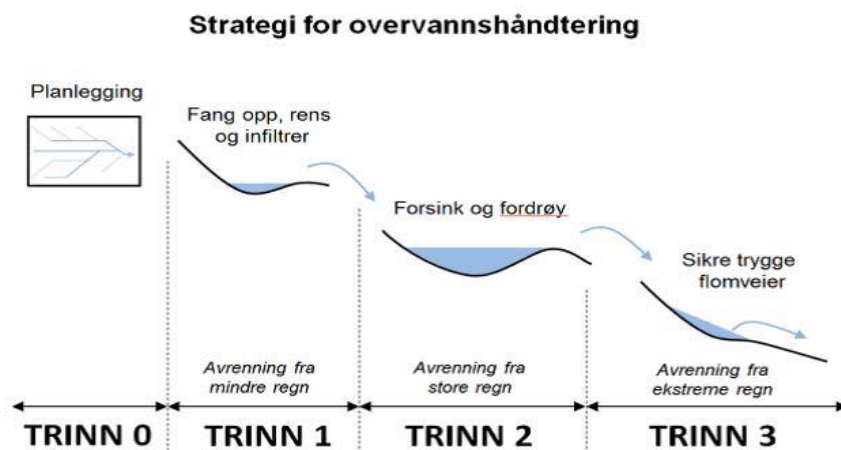 Strategi for overvannshåndtering
Planlegging
Fang opp, rens
og infiltrer
Forsink og fordrøy
Sikre trygge
flomveier
Avrenning fra
mindre regn
Avrenning fra
store regn
Avrenning fra
ekstreme regn
TRINN 0
TRINN 1
TRINN 2
TRINN 3